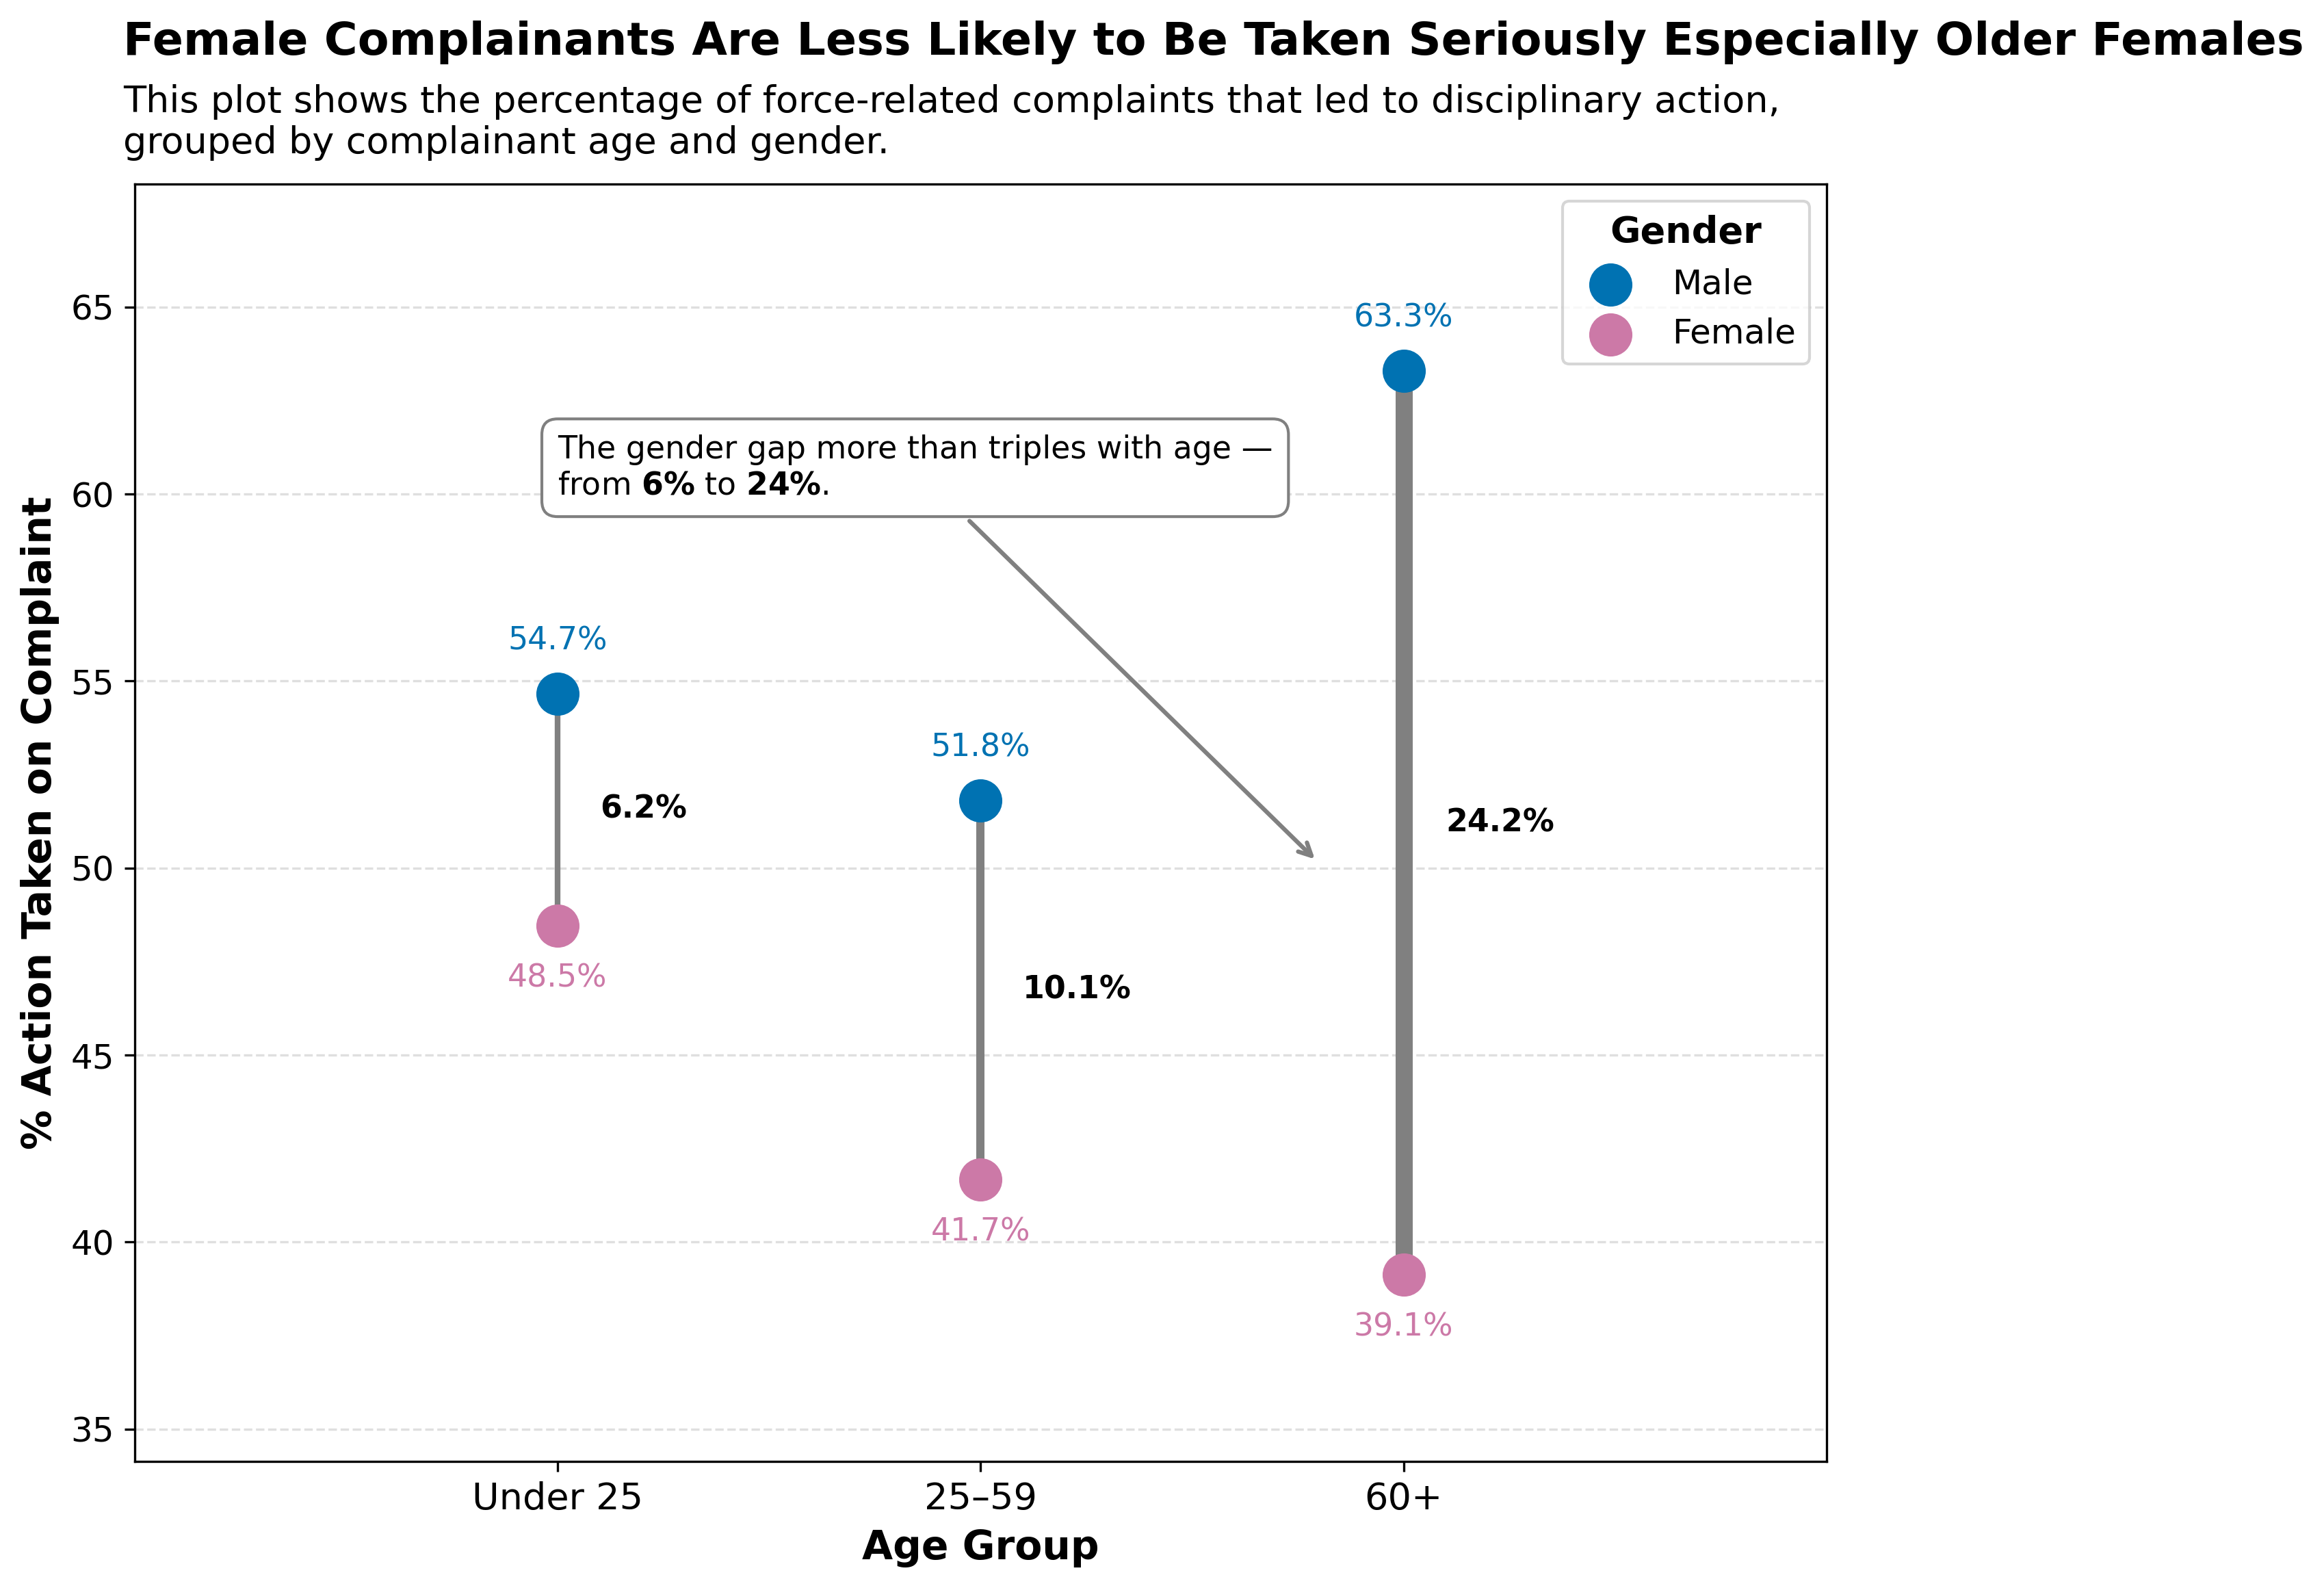 Female Complainants Are Less Likely to Be Taken Seriously Especially Older Females
This plot shows the percentage of force-related complaints that led to disciplinary action,
grouped by complainant age and gender.
Gender
Male
Female
% Action Taken on Complaint
65
60
55
50
45
40
35
63.3%
The gender gap more than triples with age —
from 6% to 24%.
54.7%
51.8%
6.2%
24.2%
48.5%
10.1%
41.7%
39.1%
Under 25
25–59
60+
Age Group